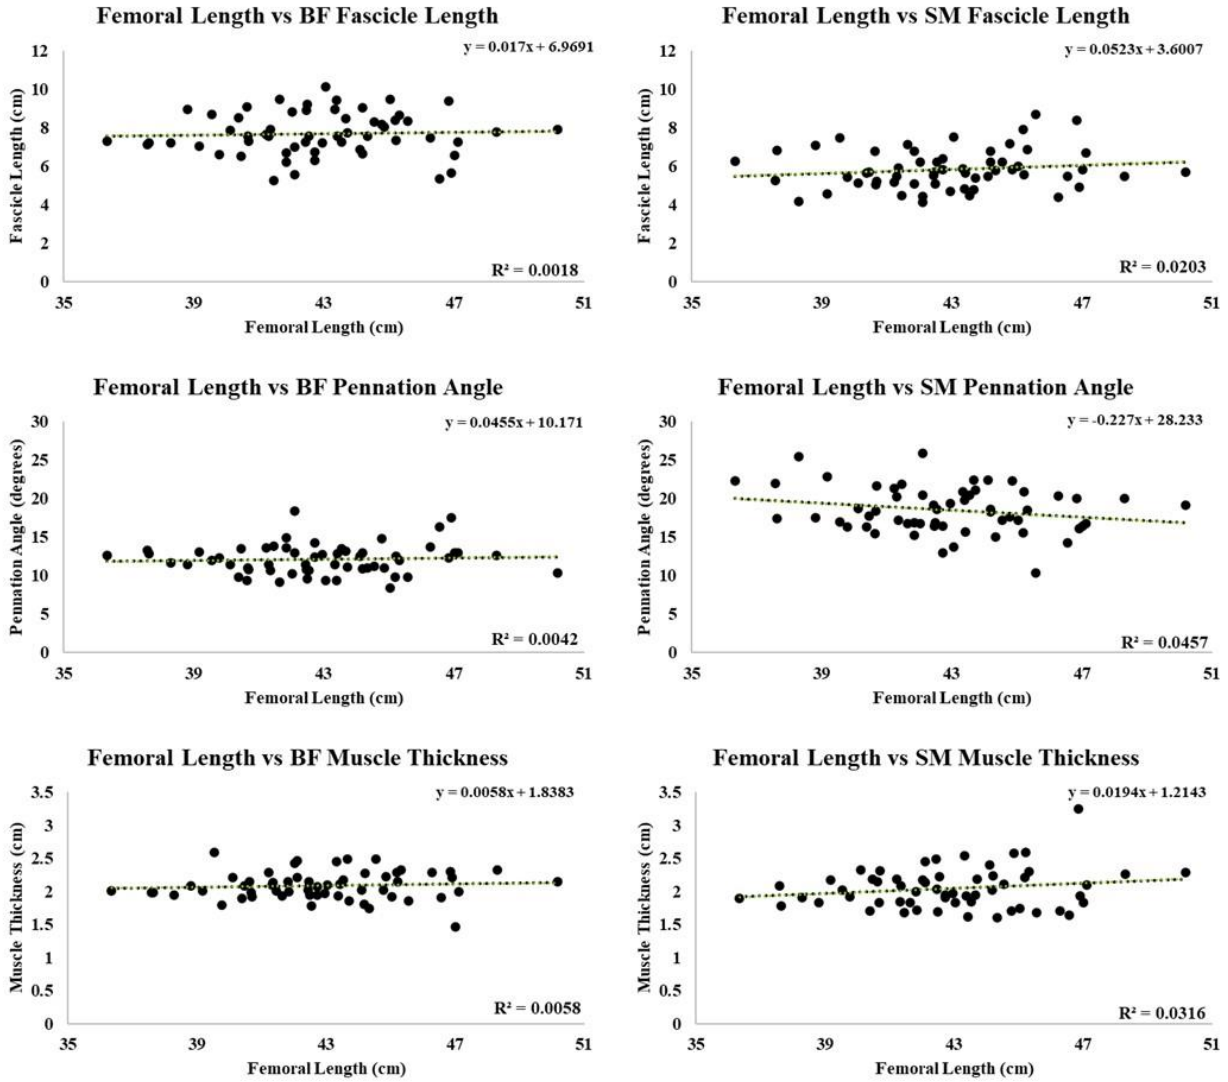 Femoral Length vs BF Fascicle Length
y = 0.017x + 6.9691
Fascicle Length (cm)
12
10
8
6
4
2
0
R² = 0.0018
35 39 43 47 51
Femoral Length (cm)
Femoral Length vs SM Fascicle Length
y = 0.0523x + 3.6007
Fascicle Length (cm)
12
10
8
6
4
2
0
R² = 0.0203
35 39 43 47 51
Femoral Length (cm)
Femoral Length vs BF Pennation Angle
y = 0.0455x + 10.171
Pennation Angle (degrees)
30
25
20
15
10
5
0
R² = 0.0042
35 39 43 47 51
Femoral Length (cm)
Femoral Length vs SM Pennation Angle
y = -0.227x + 28.233
Pennation Angle (degrees)
30
25
20
15
10
5
0
R² = 0.0457
35 39 43 47 51
Femoral Length (cm)
Femoral Length vs BF Muscle Thickness
y = 0.0058x + 1.8383
Muscle Thickness (cm)
3.5
3
2.5
2
1.5
1
0.5
0
R² = 0.0058
35 39 43 47 51
Femoral Length (cm)
Femoral Length vs SM Muscle Thickness
y = 0.0194x + 1.2143
Muscle Thickness (cm)
3.5
3
2.5
2
1.5
1
0.5
0
R² = 0.0316
35 39 43 47 51
Femoral Length (cm)